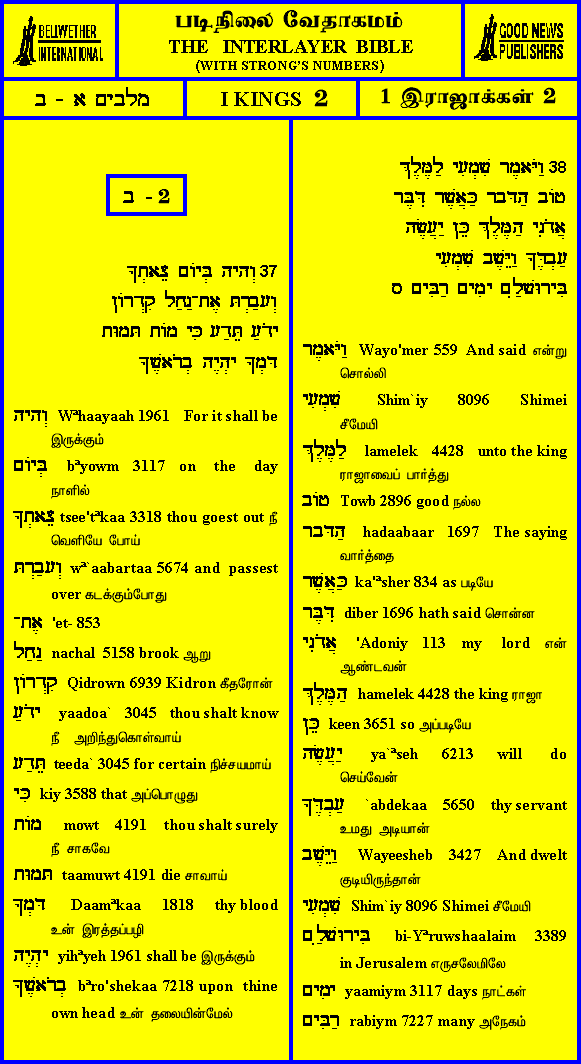 BELLWETHER
INTERNATIONAL
படிநிலை வேதாகமம்
THE INTERLAYER BIBLE
(WITH STRONG'S NUMBERS)
GOOD NEWS
PUBLISHERS
מלבים א - ב
I KINGS 2
1 இராஜாக்கள் 2
ב - 2
37 וְהָיָה בְּיוֹם צֵאתְךָ
וְעָבַרְתָּ אֶת־נַחַל קִדְרוֹן
יָדֹעַ תֵּדַע כִּי מוֹת תָּמוּת
דָּמְךָ יִהְיֶה בְרֹאשֶׁךָ
וְהָיָה Wᵊhaayaah 1961 For it shall be
இருக்கும்
בְּיוֹם bᵊyowm 3117 on the day
நாளில்
צֵאתְךָ tsee'tᵊkaa 3318 thou goest out நீ
வெளியே போய்
וְעָבַרְתָּ wᵊ`aabartaa 5674 and passest
over கடக்கும்போது
אֶת־ 'et- 853
נַחַל nachal 5158 brook ஆறு
קִדְרוֹן Qidrown 6939 Kidron கீதரோன்
יָדֹעַ yaadoa` 3045 thou shalt know
நீ அறிந்துகொள்வாய்
תֵּדַע teeda` 3045 for certain நிச்சயமாய்
כִּי kiy 3588 that அப்பொழுது
מוֹת mowt 4191 thou shalt surely
நீ சாகவே
תָּמוּת taamuwt 4191 die சாவாய்
דָּמְךָ Daamᵊkaa 1818 thy blood
உன் இரத்தப்பழி
יִהְיֶה yihᵊyeh 1961 shall be இருக்கும்
בְרֹאשֶׁךָ bᵊro'shekaa 7218 upon thine
own head உன் தலையின்மேல்
38 וַיֹּאמֶר שִׁמְעִי לַמֶּלֶךְ
טוֹב הַדָּבָר כַּאֲשֶׁר דִּבֶּר
אֲדֹנִי הַמֶּלֶךְ כֵּן יַעֲשֶׂה
עַבְדֶּךָ וַיֵּשֶׁב שִׁמְעִי
בִּירוּשָׁלִַם יָמִים רַבִּים ס
וַיֹּאמֶר Wayo'mer 559 And said என்று
சொல்லி
שִׁמְעִי Shim`iy 8096 Shimei
சீமேயி
לַמֶּלֶךְ lamelek 4428 unto the king
ராஜாவைப் பார்த்து
טוֹב Towb 2896 good நல்ல
הַדָּבָר hadaabaar 1697 The saying
வார்த்தை
כַּאֲשֶׁר ka'ᵃsher 834 as படியே
דִּבֶּר diber 1696 hath said சொன்ன
אֲדֹנִי 'Adoniy 113 my lord என்
ஆண்டவன்
הַמֶּלֶךְ hamelek 4428 the king ராஜா
כֵּן keen 3651 so அப்படியே
יַעֲשֶׂה ya`ᵃseh 6213 will do
செய்வேன்
עַבְדֶּךָ `abdekaa 5650 thy servant
உமது அடியான்
וַיֵּשֶׁב Wayeesheb 3427 And dwelt
குடியிருந்தான்
שִׁמְעִי Shim`iy 8096 Shimei சீமேயி
בִּירוּשָׁלִַם bi-Yᵊruwshaalaim 3389
in Jerusalem எருசலேமிலே
יָמִים yaamiym 3117 days நாட்கள்
רַבִּים rabiym 7227 many அநேகம்